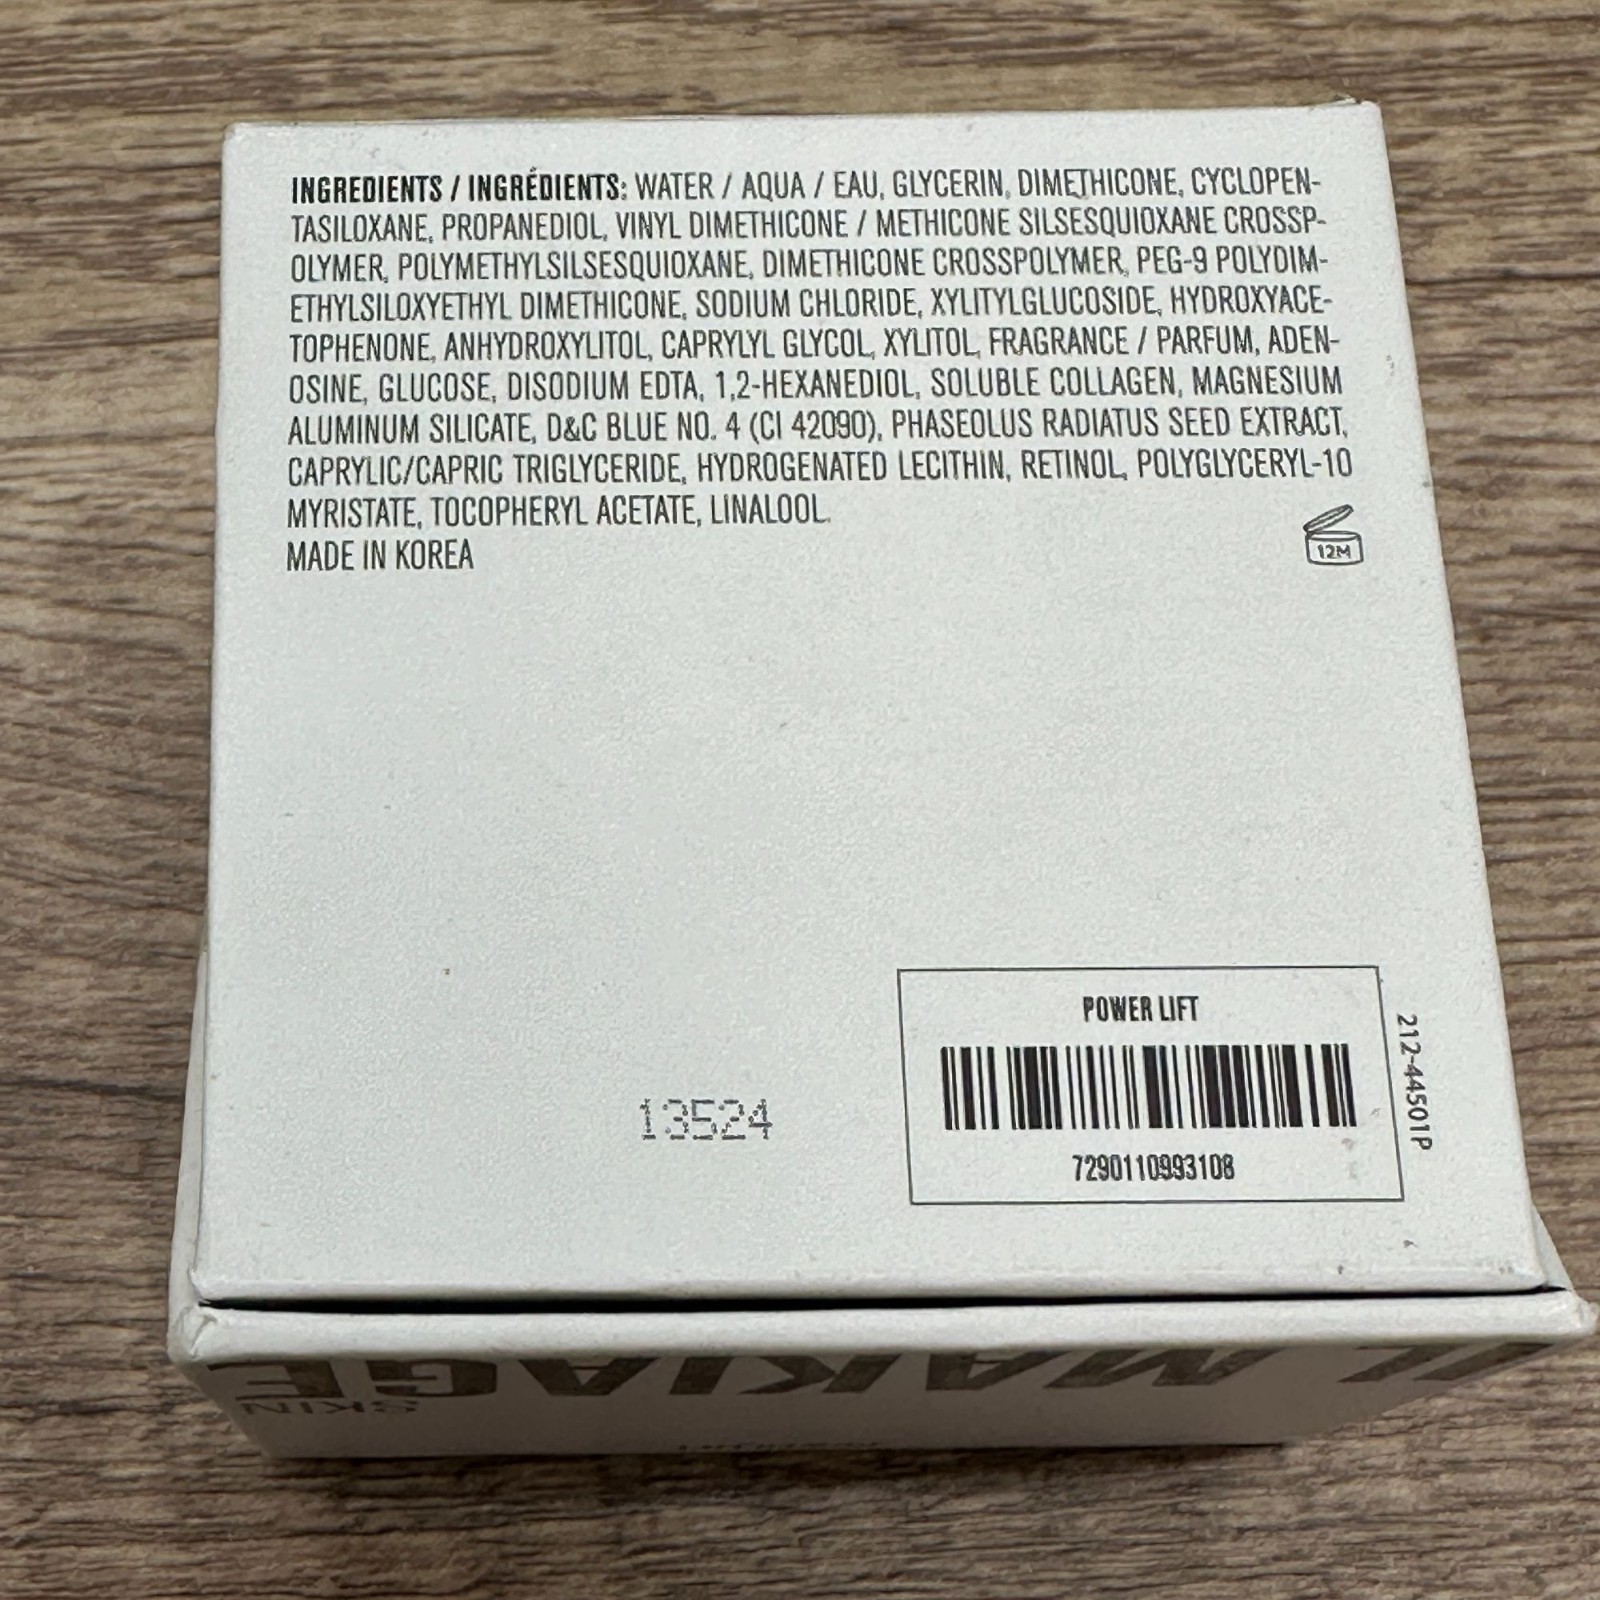 INGREDIENTS / INGRÉDIENTS: WATER / AQUA / EAU, GLYCERIN, DIMETHICONE, CYCLOPEN-
TASILOXANE, PROPANEDIOL, VINYL DIMETHICONE / METHICONE SILSESQUIOXANE CROSSP-
OLYMER, POLYMETHYLSILSESQUIOXANE, DIMETHICONE CROSSPOLYMER, PEG-9 POLYDIM-
ETHYLSILOXYETHYL DIMETHICONE, SODIUM CHLORIDE, XYLITYLGLUCOSIDE, HYDROXYACE-
TOPHENONE, ANHYDROXYLITOL, CAPRYLYL GLYCOL, XYLITOL, FRAGRANCE / PARFUM, ADEN-
OSINE, GLUCOSE, DISODIUM EDTA, 1,2-HEXANEDIOL, SOLUBLE COLLAGEN, MAGNESIUM
ALUMINUM SILICATE, D&C BLUE NO. 4 (CI 42090), PHASEOLUS RADIATUS SEED EXTRACT,
CAPRYLIC/CAPRIC TRIGLYCERIDE, HYDROGENATED LECITHIN, RETINOL, POLYGLYCERYL-10
MYRISTATE, TOCOPHERYL ACETATE, LINALOOL.
MADE IN KOREA
12M
POWER LIFT
7290110993108
212-44501P
13524
IL MAKIAGE
SKIN